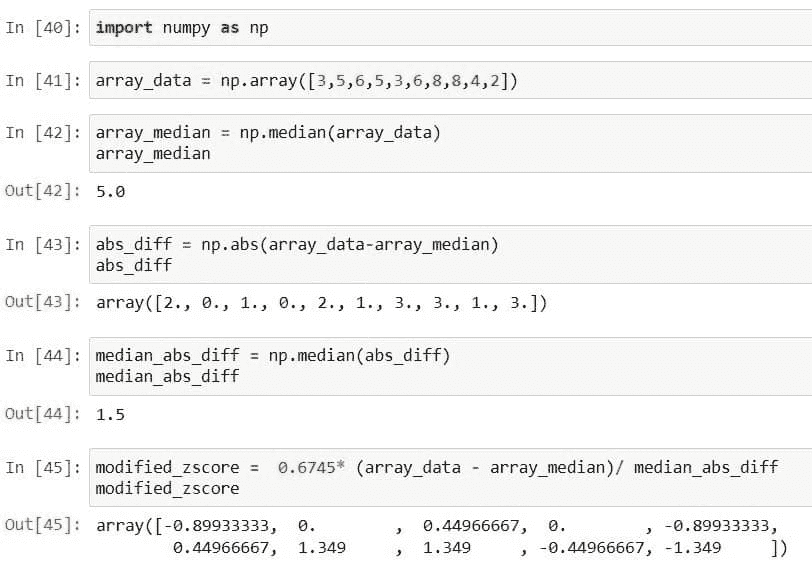 In [40]: import numpy as np
In [41]: array_data = np.array([3,5,6,5,3,6,8,8,4,2])
In [42]: array_median = np.median(array_data)
array_median
Out[42]: 5.0
In [43]: abs_diff = np.abs(array_data-array_median)
abs_diff
Out[43]: array([2., 0., 1., 0., 2., 1., 3., 3., 1., 3.])
In [44]: median_abs_diff = np.median(abs_diff)
median_abs_diff
Out[44]: 1.5
In [45]: modified_zscore =  0.6745* (array_data - array_median)/ median_abs_diff
modified_zscore
Out[45]: array([-0.89933333,  0.        ,  0.44966667,  0.        , -0.89933333,
0.44966667,  1.349     ,  1.349     , -0.44966667, -1.349     ])